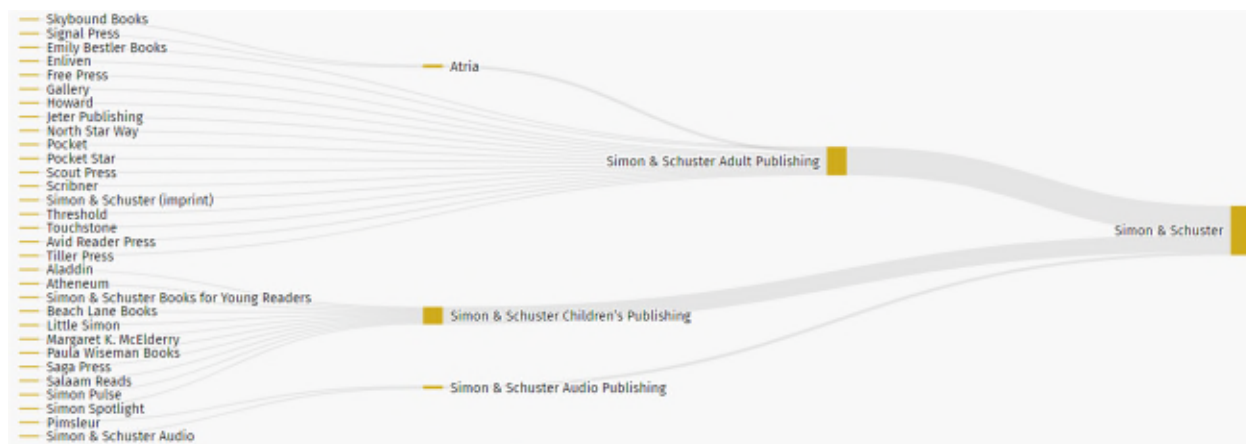 Skybound Books
Signal Press
Emily Bestler Books
Enliven
Free Press
Gallery
Howard
Jeter Publishing
North Star Way
Pocket
Pocket Star
Scout Press
Scribner
Simon & Schuster (imprint)
Threshold
Touchstone
Avid Reader Press
Tiller Press
Aladdin
Atheneum
Simon & Schuster Books for Young Readers
Beach Lane Books
Little Simon
Margaret K. McElderry
Paula Wiseman Books
Saga Press
Salaam Reads
Simon Pulse
Simon Spotlight
Pimsleur
Simon & Schuster Audio
Atria
Simon & Schuster Children's Publishing
Simon & Schuster Audio Publishing
Simon & Schuster Adult Publishing
Simon & Schuster